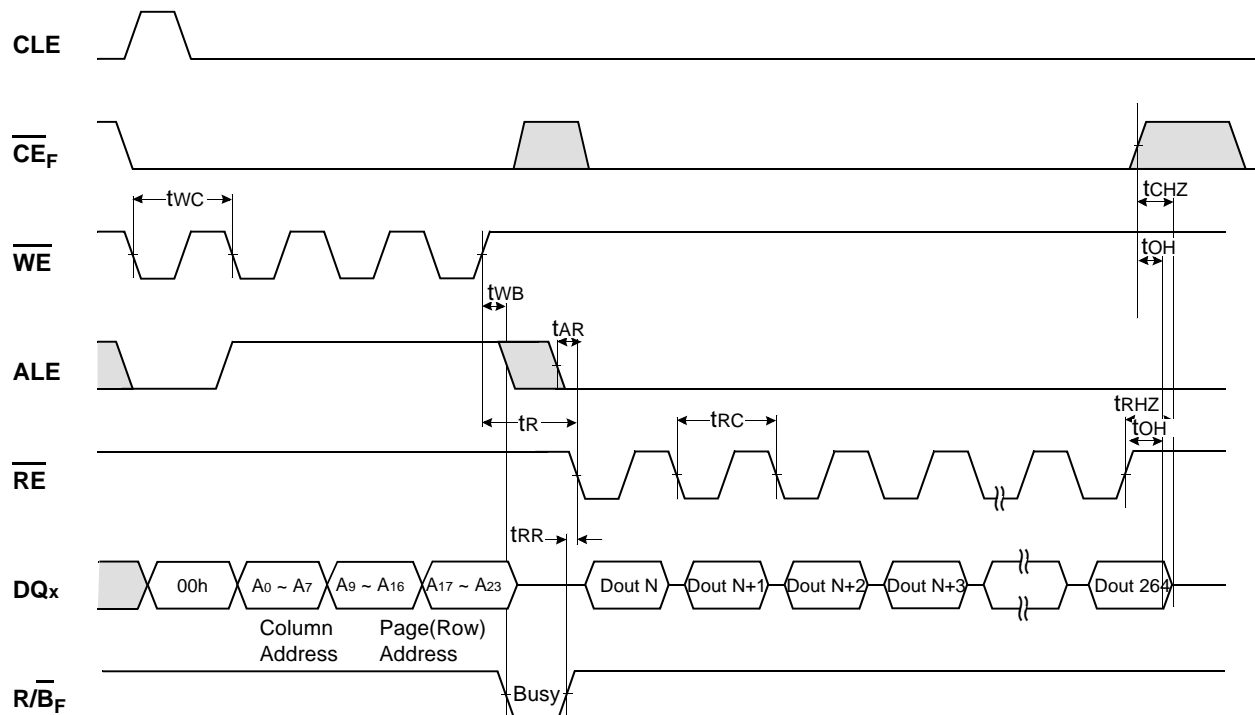 CLE
CEF
tCHZ
tWC
tOH
WE
tWB
tAR
ALE
tRHZ
tR
tRC
tOH
RE
tRR
DQx
00h
A0 ~ A7
A9 ~ A16
A17 ~ A23
Dout N
Dout N+1
Dout N+2
Dout N+3
Dout 264
Column
Address
Page(Row)
Address
R/BF
Busy